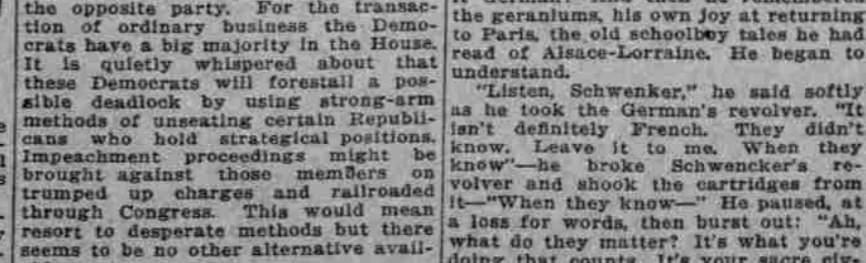 the opposite party. For the transac-
tion of ordinary business the Demo-
crats have a big majority in the House.
It is quietly whispered about that
these Democrats will forestall a pos-
sible deadlock by using strong-arm
methods of unseating certain Republi-
cans who hold strategical positions.
Impeachment proceedings might be
brought against those members on
trumped up charges and railroaded
through Congress. This would mean
resort to desperate methods but there
seems to be no other alternative avail-
the geraniums, his own joy at returning
to Paris, the old schoolboy tales he had
read of Alsace-Lorraine. He began to
understand.
"Listen, Schwenker," he said softly
as he took the German's revolver. "It
isn't definitely French. They didn't
know. Leave it to me. When they
know"—he broke Schwencker's re-
volver and shook the cartridges from
it—"When they know—" He paused, at
a loss for words, then burst out: "Ah,
what do they matter? It's what you're
doing that counts. It's your sacre civ-